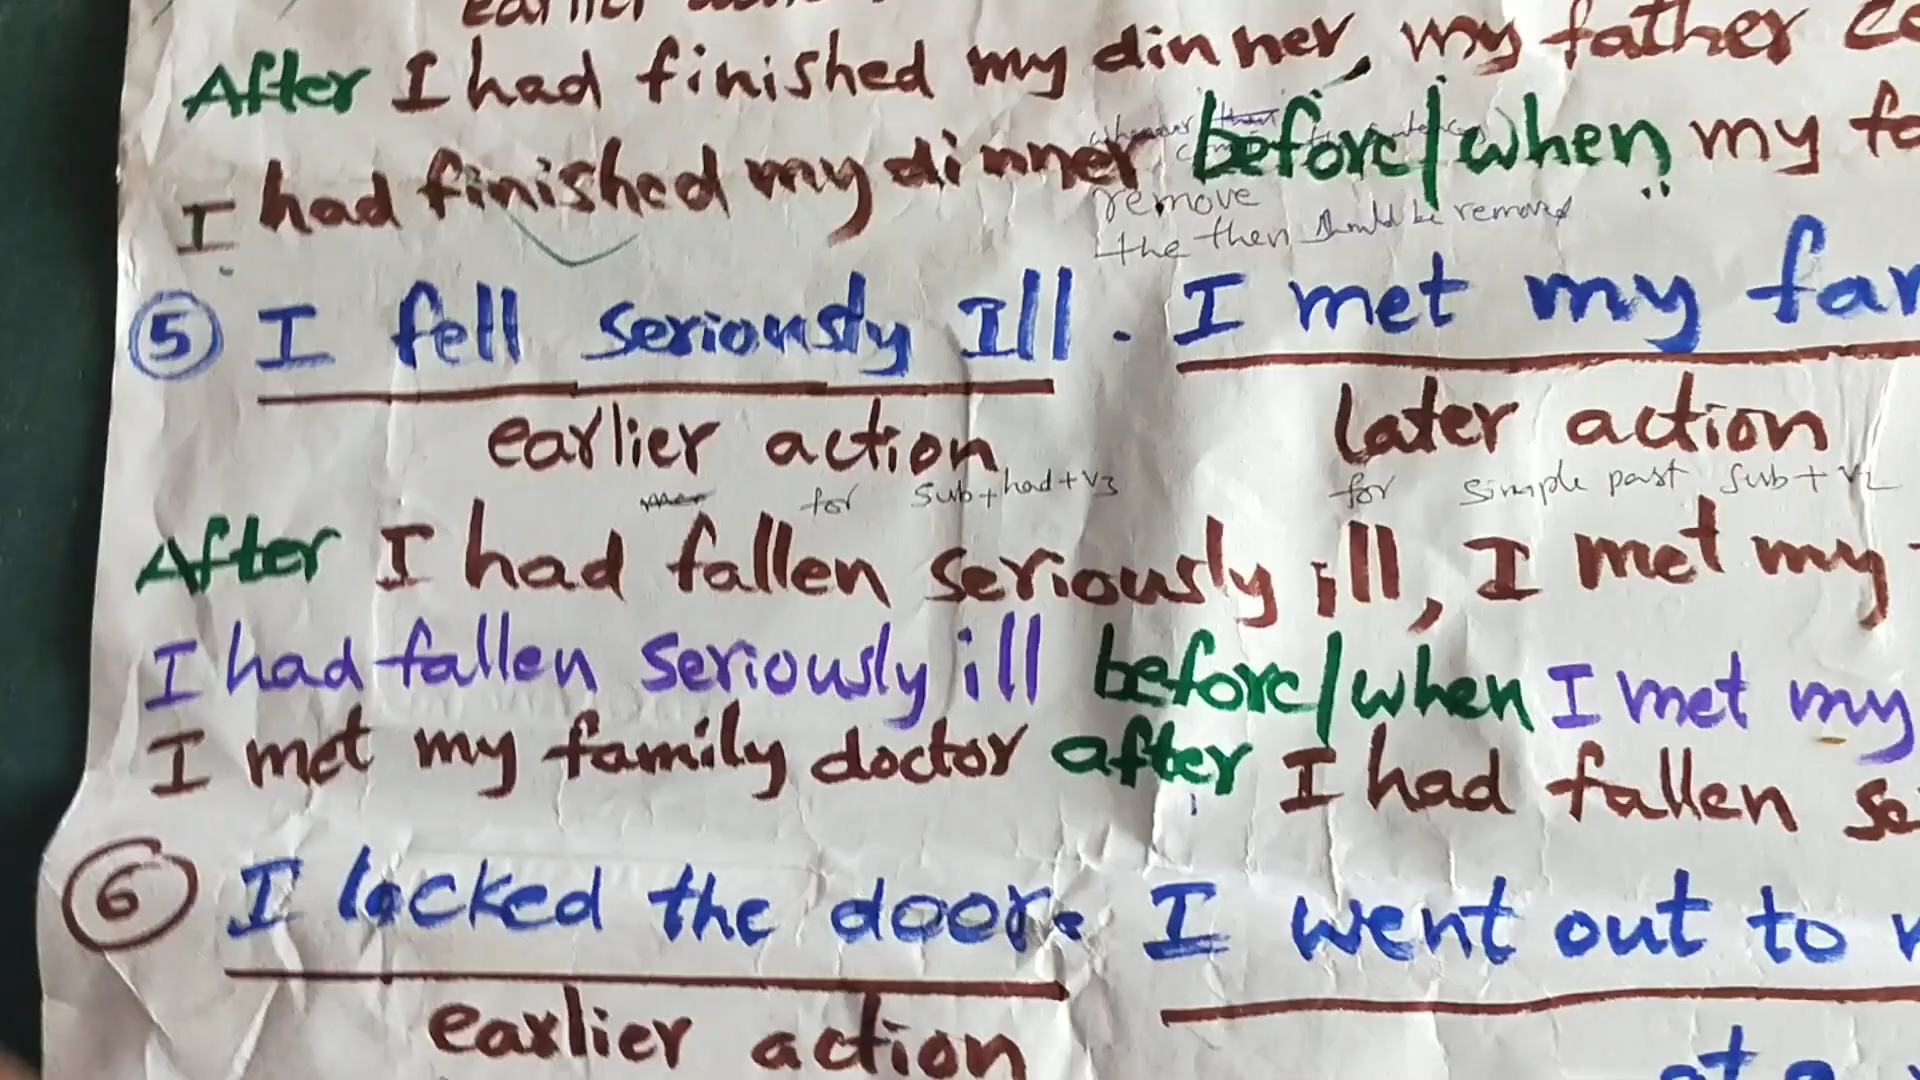 earlier
After I had finished my dinner, my father
I had finished my dinner before/when my
remove
the then should be removed
5 I fell seriously Ill. I met my
earlier action later action
for sub+had+v3 for simple past sub+v2
After I had fallen seriously ill, I met my
I had fallen seriously ill before/when I met my
I met my family doctor after I had fallen
6 I locked the door. I went out to
earlier action